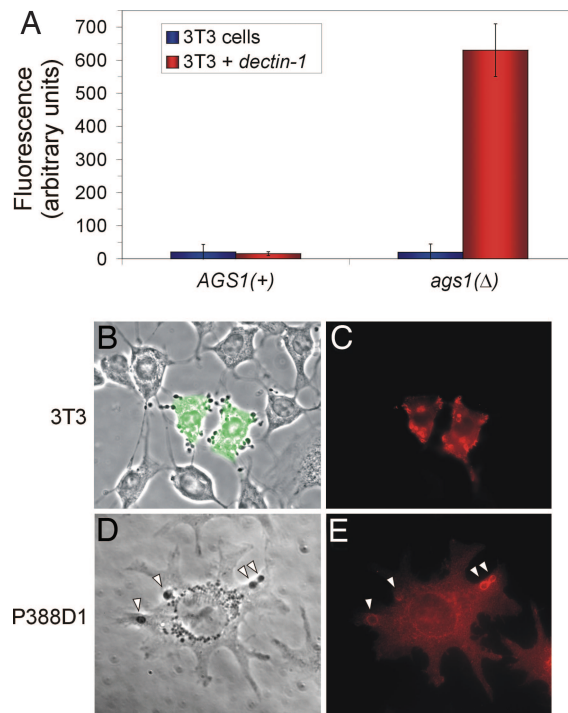 A
Fluorescence
(arbitrary units)
700
600
500
400
300
200
100
0
3T3 cells
3T3 + dectin-1
AGS1(+)
ags1(Δ)
B
C
3T3
D
E
P388D1